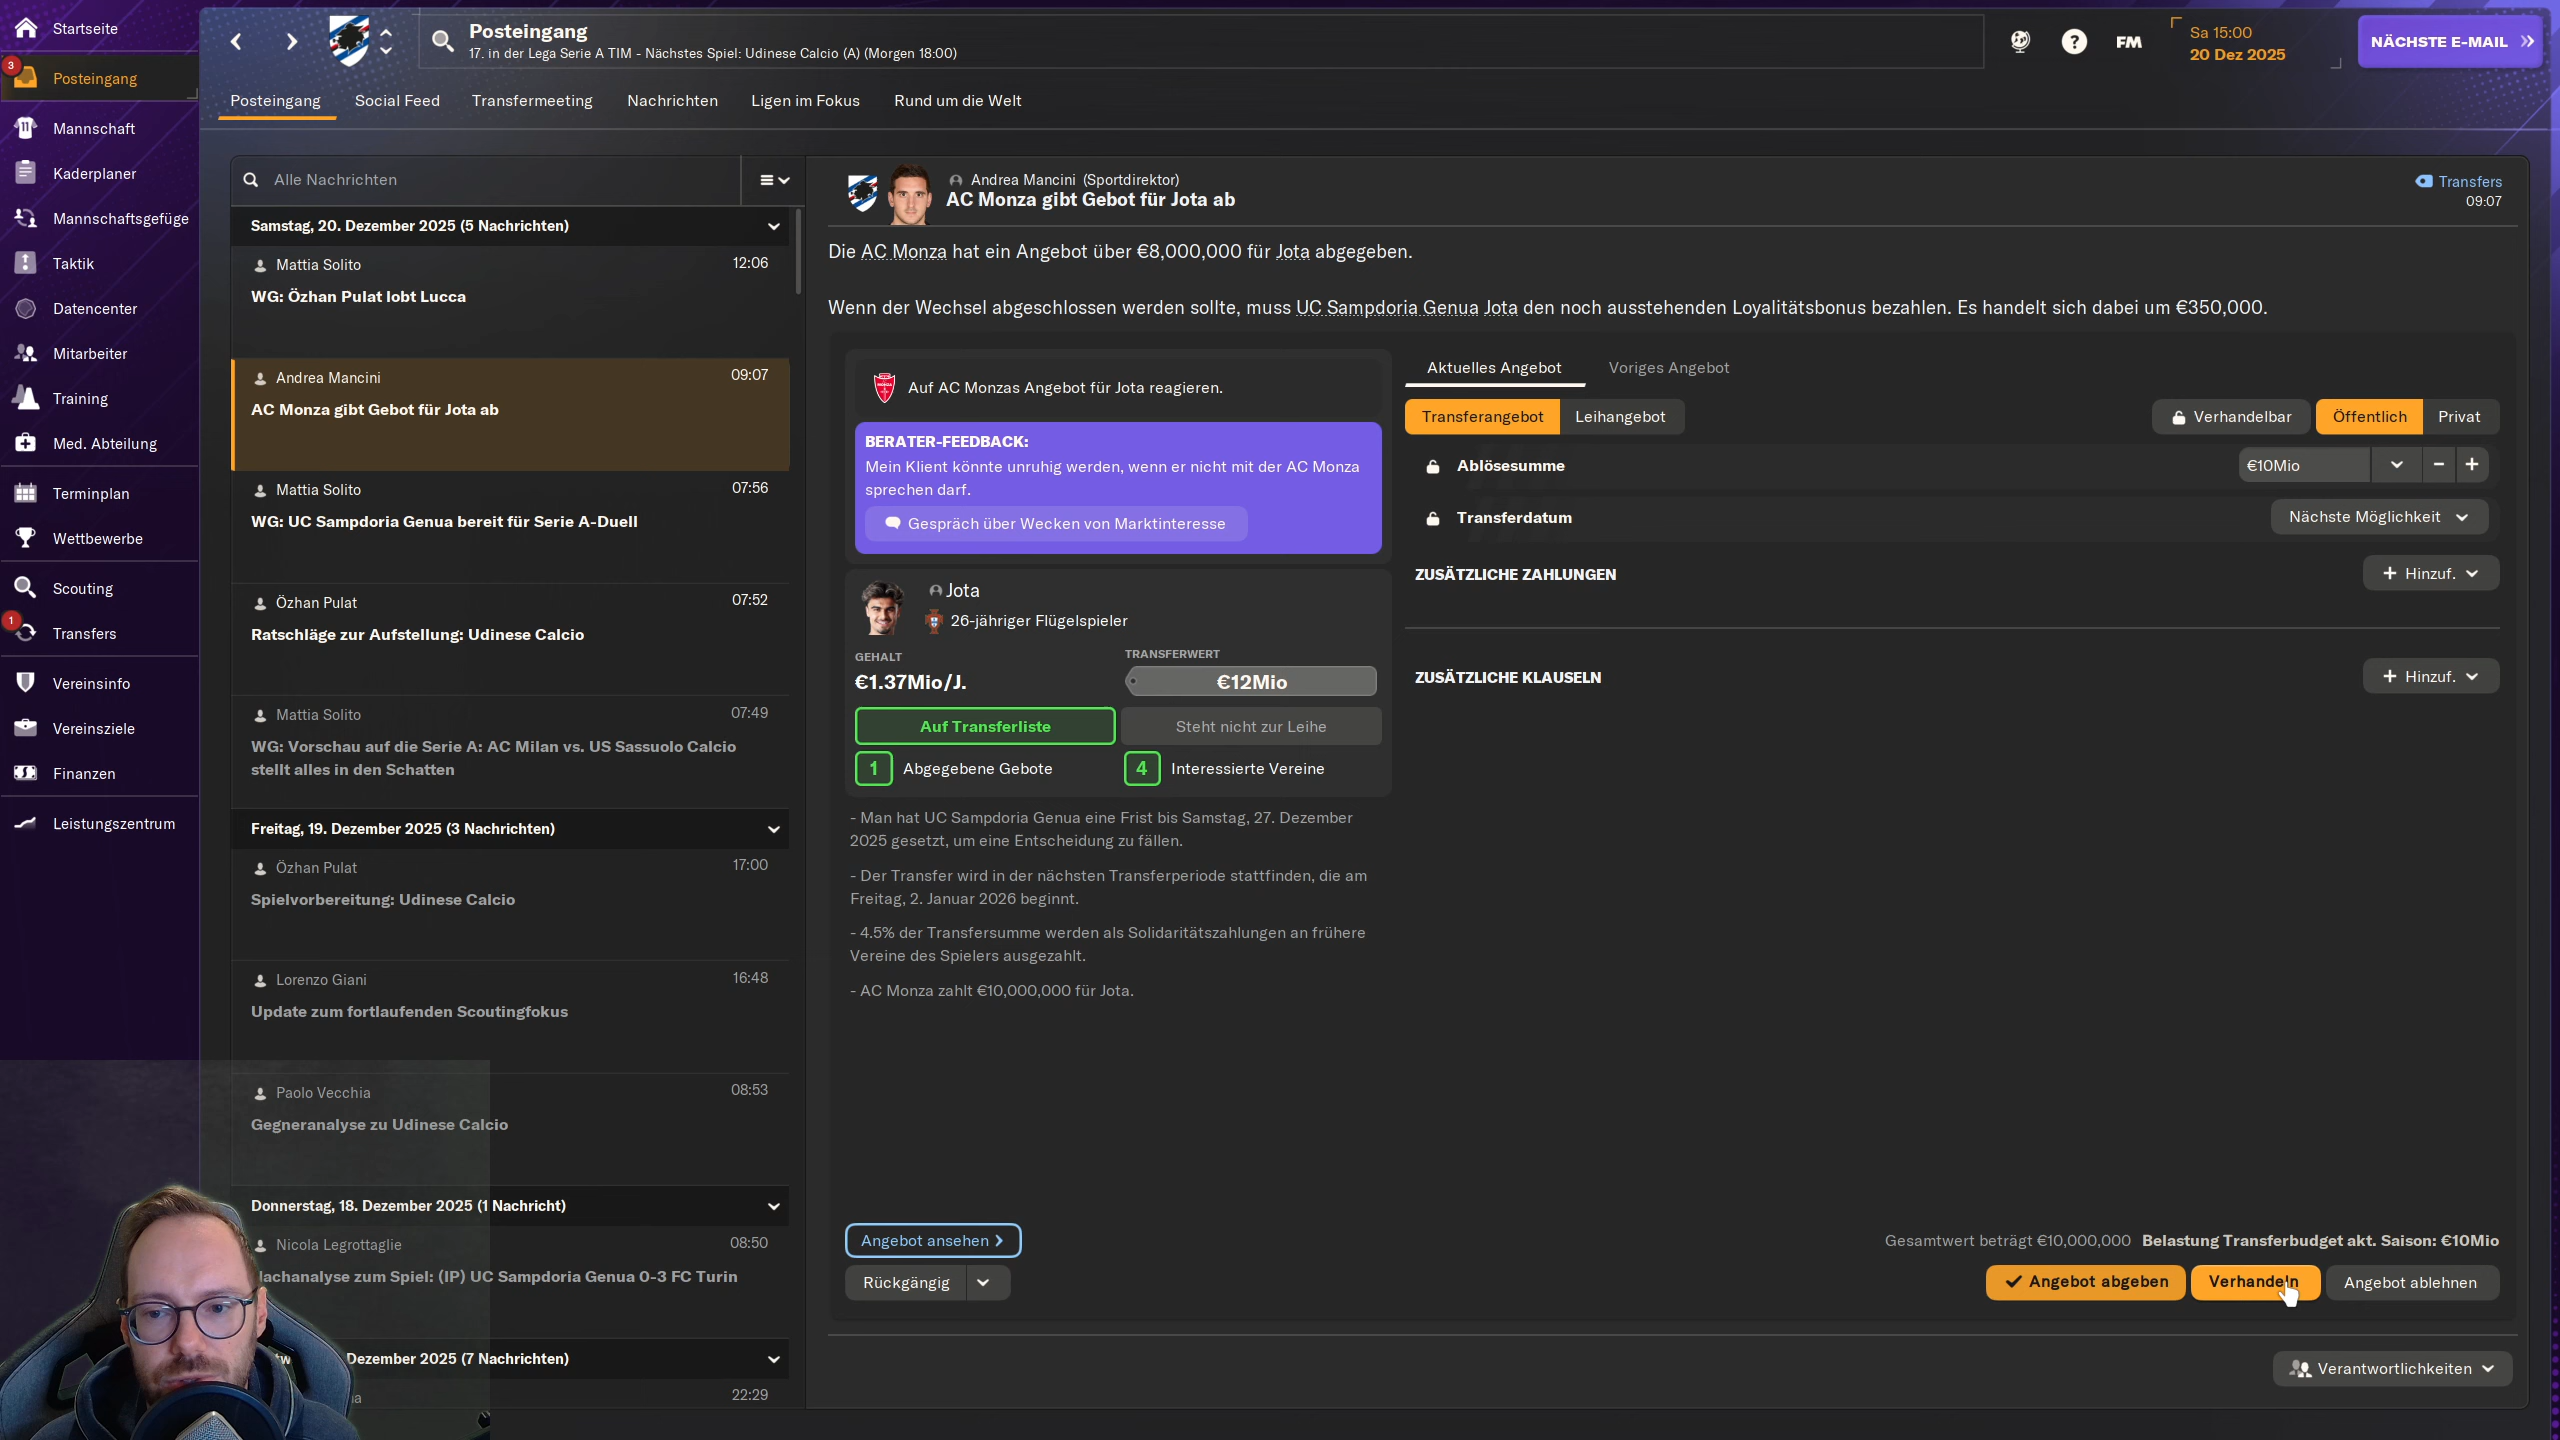 Startseite
3
Posteingang
Mannschaft
Kaderplaner
Mannschaftsgefüge
Taktik
Datencenter
Mitarbeiter
Training
Med. Abteilung
Terminplan
Wettbewerbe
Scouting
1
Transfers
Vereinsinfo
Vereinsziele
Finanzen
Leistungszentrum
Posteingang
17. in der Lega Serie A TIM - Nächstes Spiel: Udinese Calcio (A) (Morgen 18:00)
FM
Sa 15:00
20 Dez 2025
NÄCHSTE E-MAIL
Posteingang Social Feed Transfermeeting Nachrichten Ligen im Fokus Rund um die Welt
Alle Nachrichten
Samstag, 20. Dezember 2025 (5 Nachrichten)
Mattia Solito 12:06
WG: Özhan Pulat lobt Lucca
Andrea Mancini 09:07
AC Monza gibt Gebot für Jota ab
Mattia Solito 07:56
WG: UC Sampdoria Genua bereit für Serie A-Duell
Özhan Pulat 07:52
Ratschläge zur Aufstellung: Udinese Calcio
Mattia Solito 07:49
WG: Vorschau auf die Serie A: AC Milan vs. US Sassuolo Calcio
stellt alles in den Schatten
Freitag, 19. Dezember 2025 (3 Nachrichten)
Özhan Pulat 17:00
Spielvorbereitung: Udinese Calcio
Lorenzo Giani 16:48
Update zum fortlaufenden Scoutingfokus
Paolo Vecchia 08:53
Gegneranalyse zu Udinese Calcio
Donnerstag, 18. Dezember 2025 (1 Nachricht)
Nicola Legrottaglie 08:50
achanalyse zum Spiel: (IP) UC Sampdoria Genua 0-3 FC Turin
Dezember 2025 (7 Nachrichten)
22:29
Andrea Mancini (Sportdirektor)
AC Monza gibt Gebot für Jota ab
Transfers
09:07
Die AC Monza hat ein Angebot über €8,000,000 für Jota abgegeben.
Wenn der Wechsel abgeschlossen werden sollte, muss UC Sampdoria Genua Jota den noch ausstehenden Loyalitätsbonus bezahlen. Es handelt sich dabei um €350,000.
Auf AC Monzas Angebot für Jota reagieren.
BERATER-FEEDBACK:
Mein Klient könnte unruhig werden, wenn er nicht mit der AC Monza
sprechen darf.
Gespräch über Wecken von Marktinteresse
Jota
26-jähriger Flügelspieler
GEHALT TRANSFERWERT
€1.37Mio/J. €12Mio
Auf Transferliste Steht nicht zur Leihe
1 Abgegebene Gebote 4 Interessierte Vereine
- Man hat UC Sampdoria Genua eine Frist bis Samstag, 27. Dezember
2025 gesetzt, um eine Entscheidung zu fällen.
- Der Transfer wird in der nächsten Transferperiode stattfinden, die am
Freitag, 2. Januar 2026 beginnt.
- 4.5% der Transfersumme werden als Solidaritätszahlungen an frühere
Vereine des Spielers ausgezahlt.
- AC Monza zahlt €10,000,000 für Jota.
Angebot ansehen
Rückgängig
Aktuelles Angebot Voriges Angebot
Transferangebot Leihangebot Verhandelbar Öffentlich Privat
Ablösesumme €10Mio
Transferdatum Nächste Möglichkeit
ZUSÄTZLICHE ZAHLUNGEN Hinzuf.
ZUSÄTZLICHE KLAUSELN Hinzuf.
Gesamtwert beträgt €10,000,000 Belastung Transferbudget akt. Saison: €10Mio
Angebot abgeben Verhandeln Angebot ablehnen
Verantwortlichkeiten